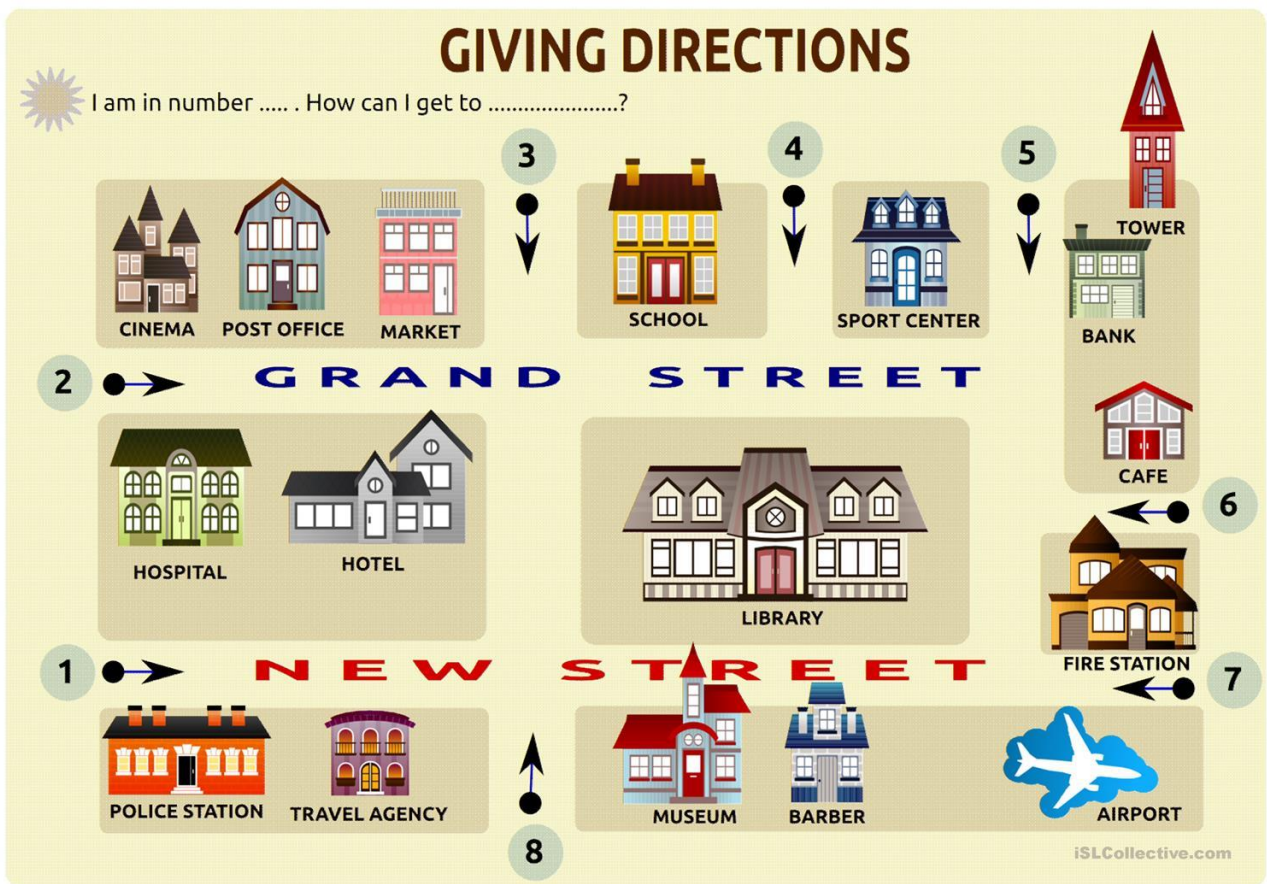 GIVING DIRECTIONS
I am in number ..... . How can I get to ......................?
3
4
5
TOWER
CINEMA
POST OFFICE
MARKET
SCHOOL
SPORT CENTER
BANK
2
GRAND STREET
CAFE
6
HOSPITAL
HOTEL
LIBRARY
FIRE STATION
1
NEW STREET
7
POLICE STATION
TRAVEL AGENCY
MUSEUM
BARBER
AIRPORT
8
iSLCollective.com